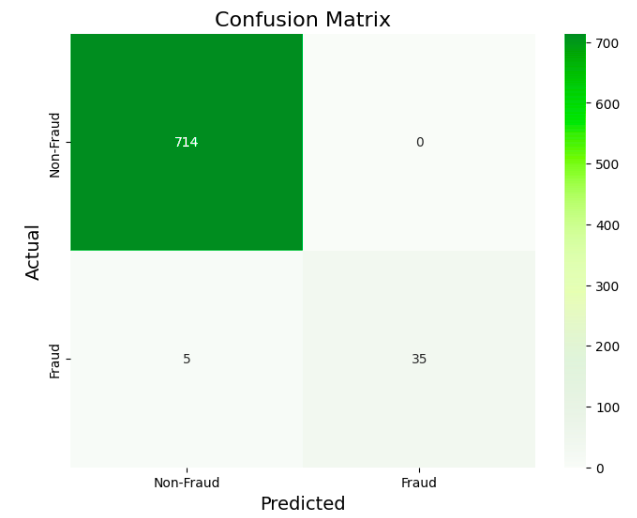 Confusion Matrix
Actual
Non-Fraud
714
0
Fraud
5
35
Non-Fraud
Fraud
Predicted
700
600
500
400
300
200
100
0